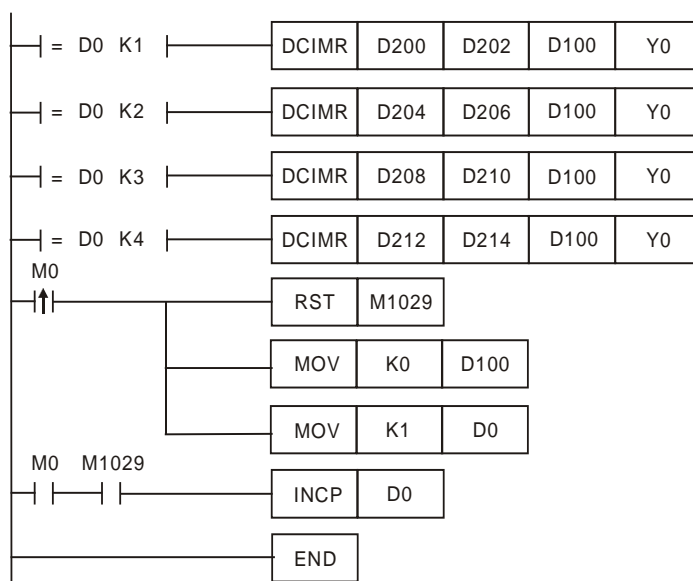 = D0 K1 DCIMR D200 D202 D100 Y0
= D0 K2 DCIMR D204 D206 D100 Y0
= D0 K3 DCIMR D208 D210 D100 Y0
= D0 K4 DCIMR D212 D214 D100 Y0
M0
RST M1029
MOV K0 D100
MOV K1 D0
M0 M1029
INCP D0
END